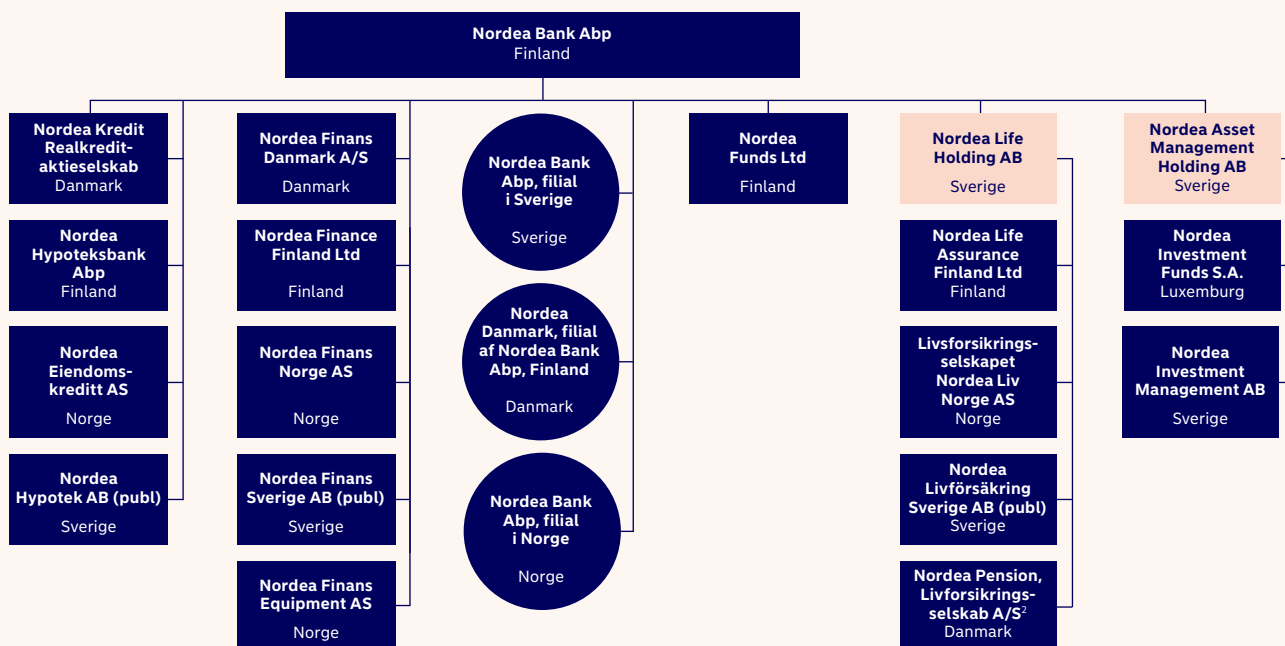 Nordea Bank Abp
Finland
Nordea Kredit
Realkredit-
aktieselskab
Danmark
Nordea
Hypoteksbank
Abp
Finland
Nordea
Eiendoms-
kreditt AS
Norge
Nordea
Hypotek AB (publ)
Sverige
Nordea Finans
Danmark A/S
Danmark
Nordea Finance
Finland Ltd
Finland
Nordea Finans
Norge AS
Norge
Nordea Finans
Sverige AB (publ)
Sverige
Nordea Finans
Equipment AS
Norge
Nordea Bank
Abp, filial
i Sverige
Sverige
Nordea
Danmark, filial
af Nordea Bank
Abp, Finland
Danmark
Nordea Bank
Abp, filial
i Norge
Norge
Nordea
Funds Ltd
Finland
Nordea Life
Holding AB
Sverige
Nordea Life
Assurance
Finland Ltd
Finland
Livsforsikrings-
selskapet
Nordea Liv
Norge AS
Norge
Nordea
Livförsäkring
Sverige AB (publ)
Sverige
Nordea Pension,
Livforsikrings-
selskab A/S²
Danmark
Nordea Asset
Management
Holding AB
Sverige
Nordea
Investment
Funds S.A.
Luxemburg
Nordea
Investment
Management AB
Sverige